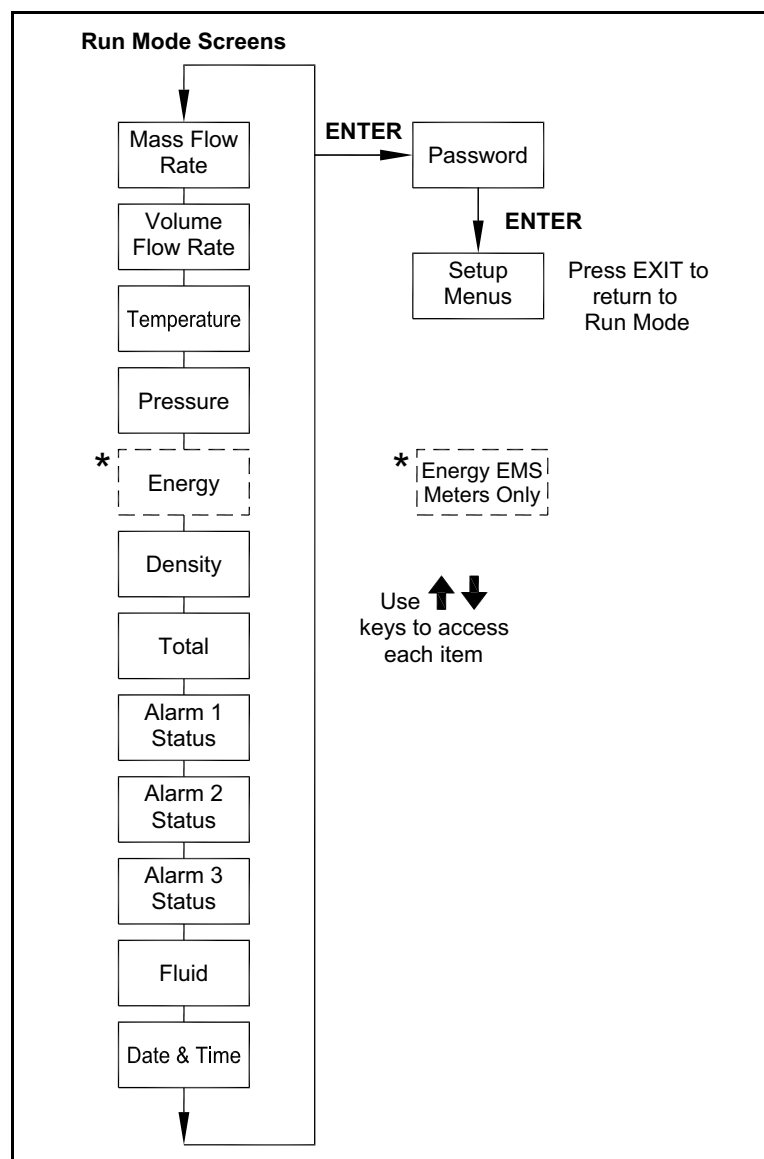 Run Mode Screens
Mass Flow
Rate
ENTER
Password
Volume
Flow Rate
ENTER
Setup
Menus
Press EXIT to
return to
Run Mode
Temperature
Pressure
*
Energy
*
Energy EMS
Meters Only
Density
Use
keys to access
each item
Total
Alarm 1
Status
Alarm 2
Status
Alarm 3
Status
Fluid
Date & Time